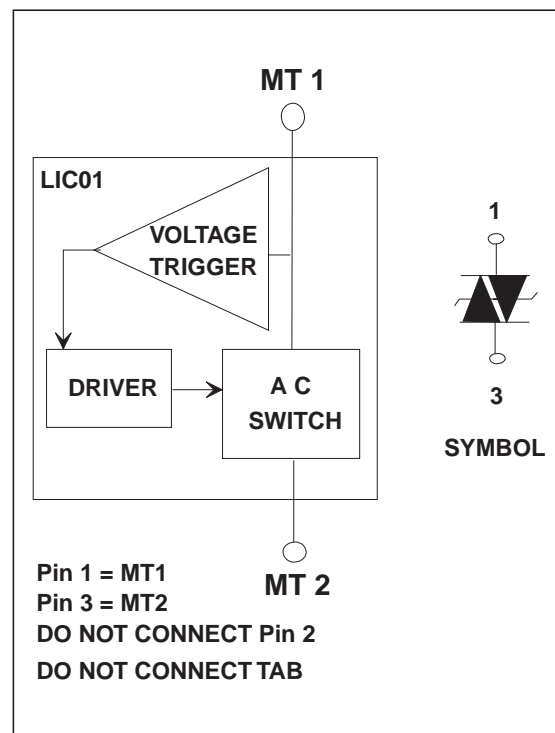 MT 1
LIC01
VOLTAGE
TRIGGER
DRIVER
A C
SWITCH
MT 2
1
3
SYMBOL
Pin 1 = MT1
Pin 3 = MT2
DO NOT CONNECT Pin 2
DO NOT CONNECT TAB